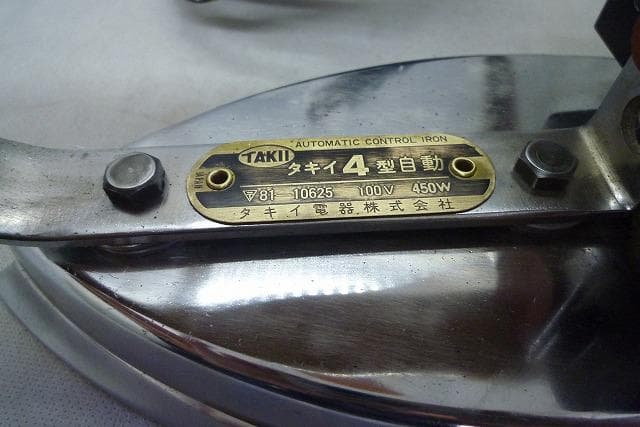 AUTOMATIC CONTROL IRON
TAKII タキイ4型自動
▽81-10625 100V 450W
タキイ電器株式会社